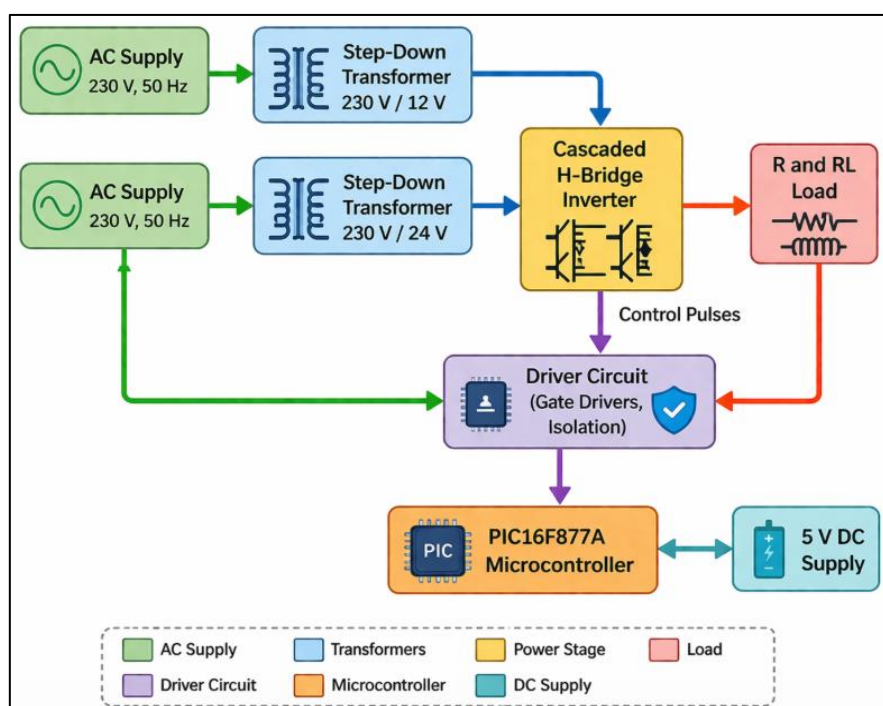 AC Supply
230 V, 50 Hz
Step-Down
Transformer
230 V / 12 V
AC Supply
230 V, 50 Hz
Step-Down
Transformer
230 V / 24 V
Cascaded
H-Bridge
Inverter
R and RL
Load
Control Pulses
Driver Circuit
(Gate Drivers,
Isolation)
PIC
PIC16F877A
Microcontroller
5 V DC
Supply
AC Supply
Transformers
Power Stage
Load
Driver Circuit
Microcontroller
DC Supply